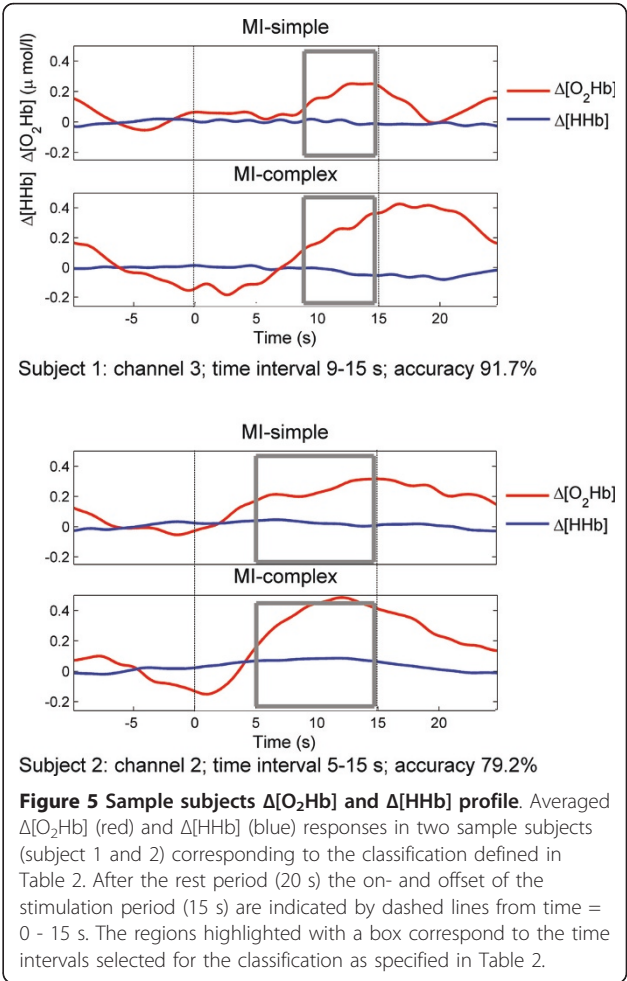 MI-simple
Δ[HHb] Δ[O₂Hb] (μ mol/l)
0.4
0.2
0
-0.2
Δ[O₂Hb]
Δ[HHb]
MI-complex
0.4
0.2
0
-0.2
-5 0 5 10 15 20
Time (s)
Subject 1: channel 3; time interval 9-15 s; accuracy 91.7%
MI-simple
0.4
0.2
0
-0.2
Δ[O₂Hb]
Δ[HHb]
MI-complex
0.4
0.2
0
-0.2
-5 0 5 10 15 20
Time (s)
Subject 2: channel 2; time interval 5-15 s; accuracy 79.2%
Figure 5 Sample subjects Δ[O₂Hb] and Δ[HHb] profile. Averaged
Δ[O₂Hb] (red) and Δ[HHb] (blue) responses in two sample subjects
(subject 1 and 2) corresponding to the classification defined in
Table 2. After the rest period (20 s) the on- and offset of the
stimulation period (15 s) are indicated by dashed lines from time =
0 - 15 s. The regions highlighted with a box correspond to the time
intervals selected for the classification as specified in Table 2.